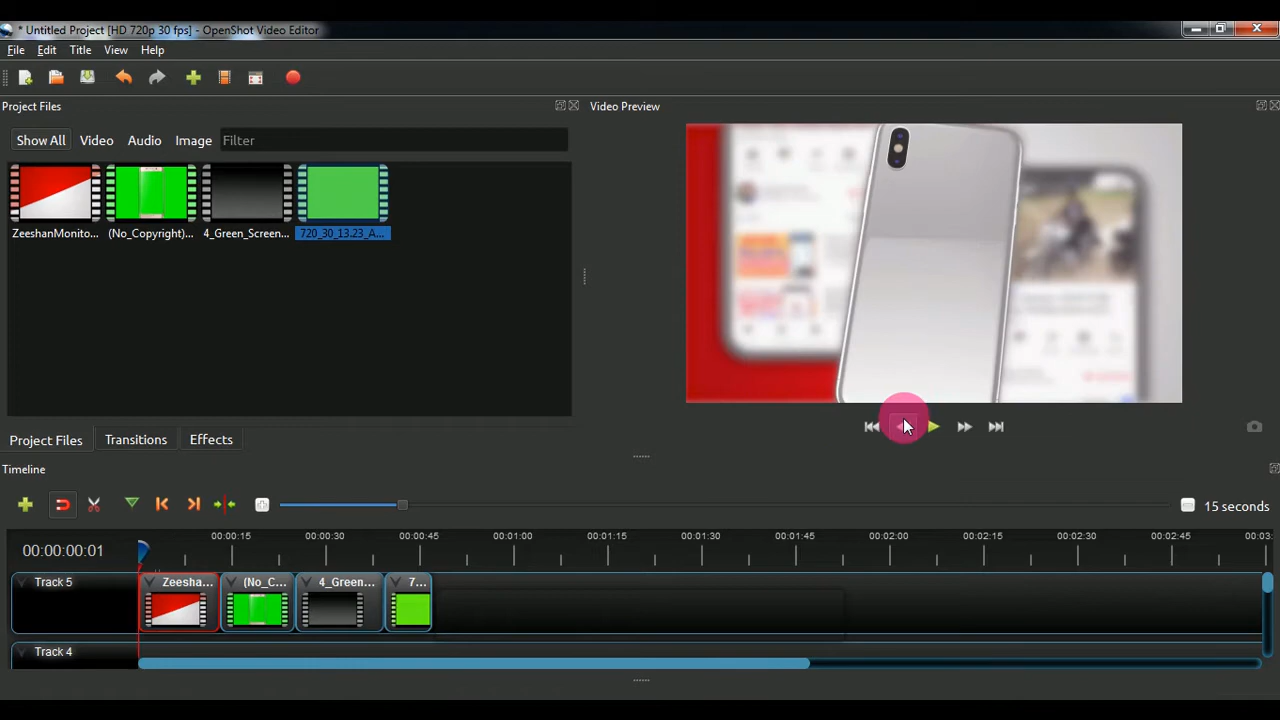 * Untitled Project [HD 720p 30 fps] - OpenShot Video Editor
File Edit Title View Help
Project Files
Video Preview
Show All Video Audio Image Filter
ZeeshanMonito... (No_Copyright)... 4_Green_Screen... 720_30_13.23_A...
Project Files Transitions Effects
Timeline
15 seconds
00:00:00:01
00:00:15 00:00:30 00:00:45 00:01:00 00:01:15 00:01:30 00:01:45 00:02:00 00:02:15 00:02:30 00:02:45 00:03:
Track 5 Zeesha... (No_C... 4_Green... 7...
Track 4